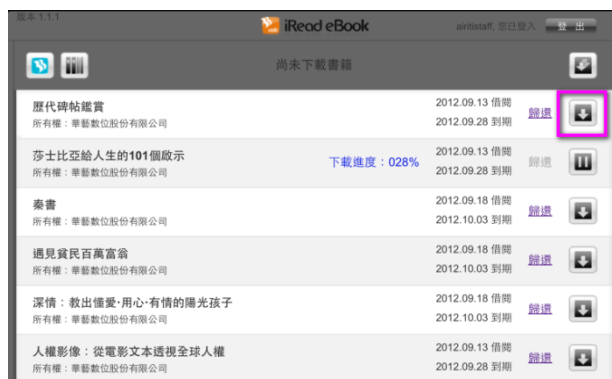 版本 1.1.1
iRead eBook
airitistaff, 您已登入
登 出
尚未下載書籍
歷代碑帖鑑賞
所有權：華藝數位股份有限公司
2012.09.13 借閱
2012.09.28 到期
歸還
莎士比亞給人生的101個啟示
所有權：華藝數位股份有限公司
下載進度：028%
2012.09.13 借閱
2012.09.28 到期
歸還
秦書
所有權：華藝數位股份有限公司
2012.09.18 借閱
2012.10.03 到期
歸還
遇見貧民百萬富翁
所有權：華藝數位股份有限公司
2012.09.18 借閱
2012.10.03 到期
歸還
深情：教出懂愛‧用心‧有情的陽光孩子
所有權：華藝數位股份有限公司
2012.09.18 借閱
2012.10.03 到期
歸還
人權影像：從電影文本透視全球人權
所有權：華藝數位股份有限公司
2012.09.13 借閱
2012.09.28 到期
歸還